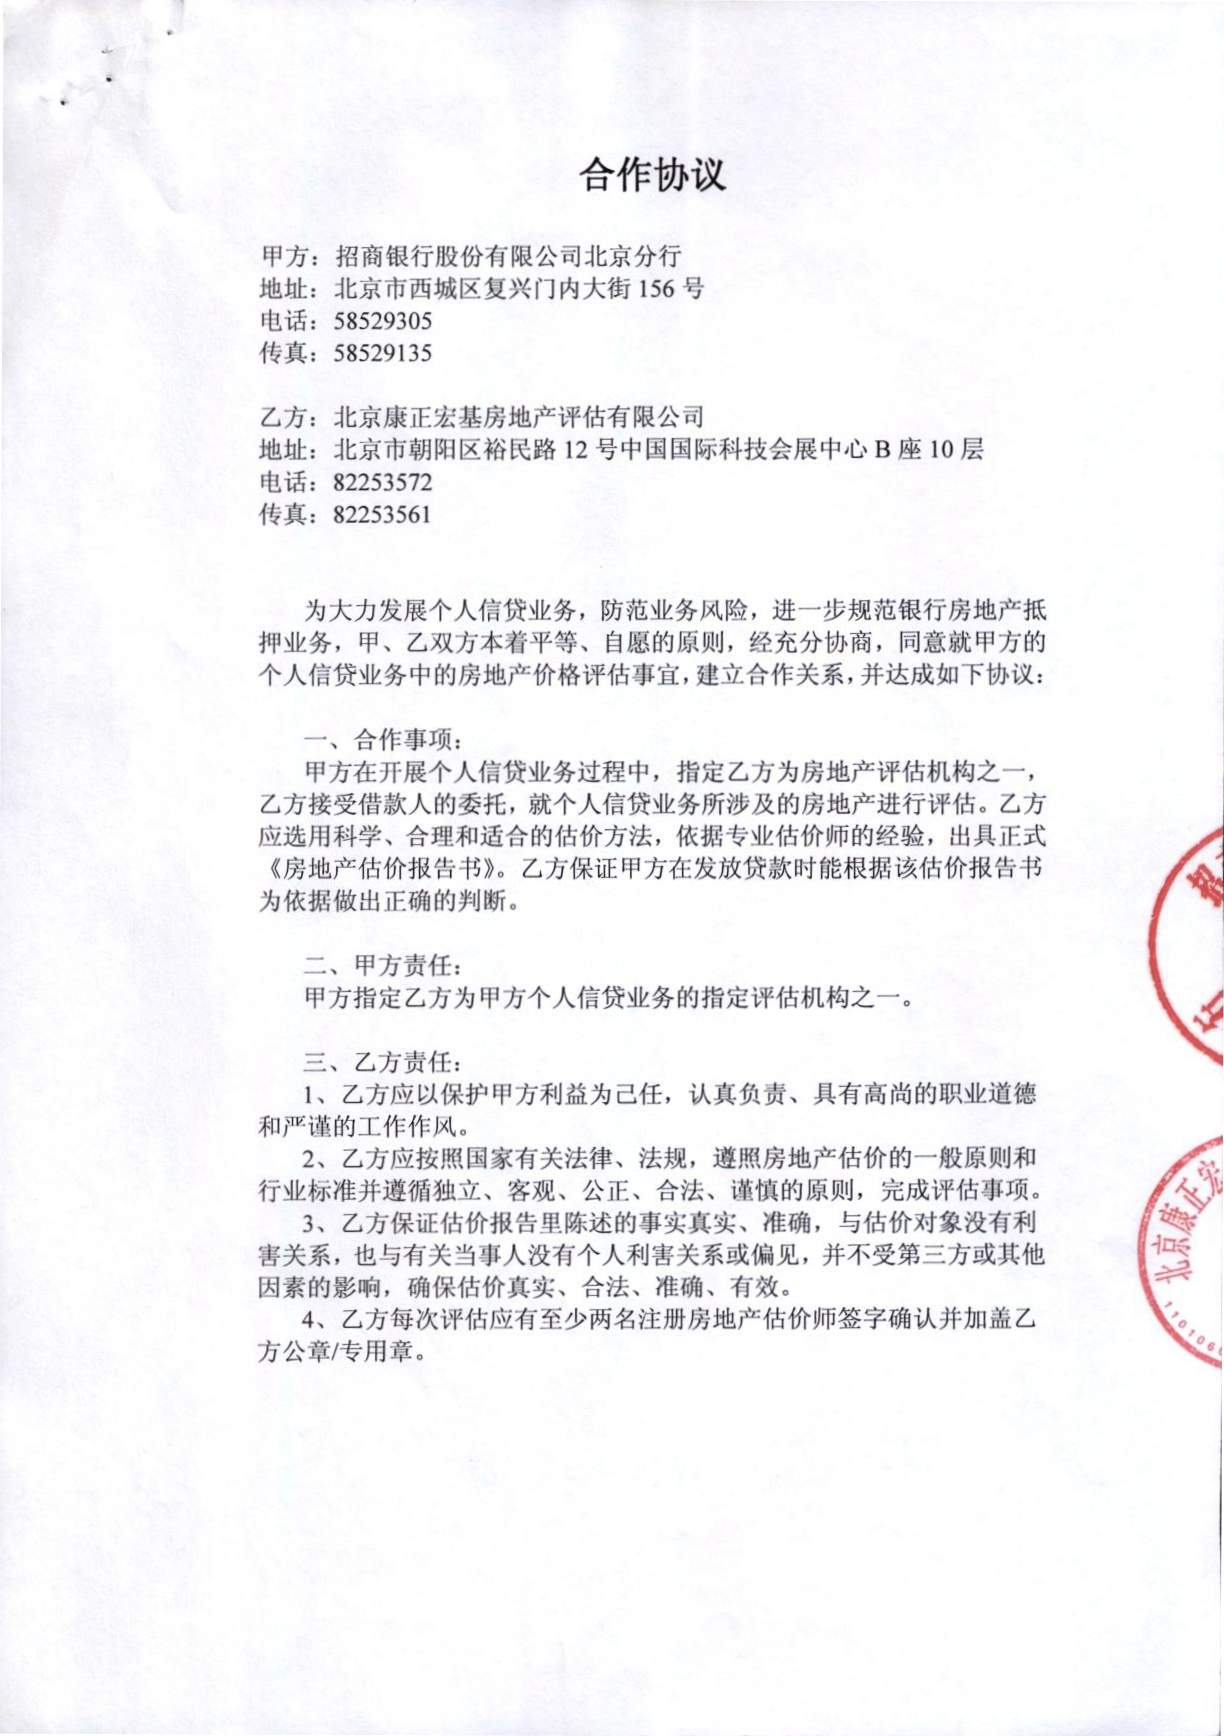 合作协议
甲方：招商银行股份有限公司北京分行
地址：北京市西城区复兴门内大街 156 号
电话：58529305
传真：58529135
乙方：北京康正宏基房地产评估有限公司
地址：北京市朝阳区裕民路 12 号中国国际科技会展中心 B 座 10 层
电话：82253572
传真：82253561
为大力发展个人信贷业务，防范业务风险，进一步规范银行房地产抵
押业务，甲、乙双方本着平等、自愿的原则，经充分协商，同意就甲方的
个人信贷业务中的房地产价格评估事宜，建立合作关系，并达成如下协议：
一、合作事项：
甲方在开展个人信贷业务过程中，指定乙方为房地产评估机构之一，
乙方接受借款人的委托，就个人信贷业务所涉及的房地产进行评估。乙方
应选用科学、合理和适合的估价方法，依据专业估价师的经验，出具正式
《房地产估价报告书》。乙方保证甲方在发放贷款时能根据该估价报告书
为依据做出正确的判断。
二、甲方责任：
甲方指定乙方为甲方个人信贷业务的指定评估机构之一。
三、乙方责任：
1、乙方应以保护甲方利益为己任，认真负责、具有高尚的职业道德
和严谨的工作作风。
2、乙方应按照国家有关法律、法规，遵照房地产估价的一般原则和
行业标准并遵循独立、客观、公正、合法、谨慎的原则，完成评估事项。
3、乙方保证估价报告里陈述的事实真实、准确，与估价对象没有利
害关系，也与有关当事人没有个人利害关系或偏见，并不受第三方或其他
因素的影响，确保估价真实、合法、准确、有效。
4、乙方每次评估应有至少两名注册房地产估价师签字确认并加盖乙
方公章/专用章。
北京康正宏
1101060